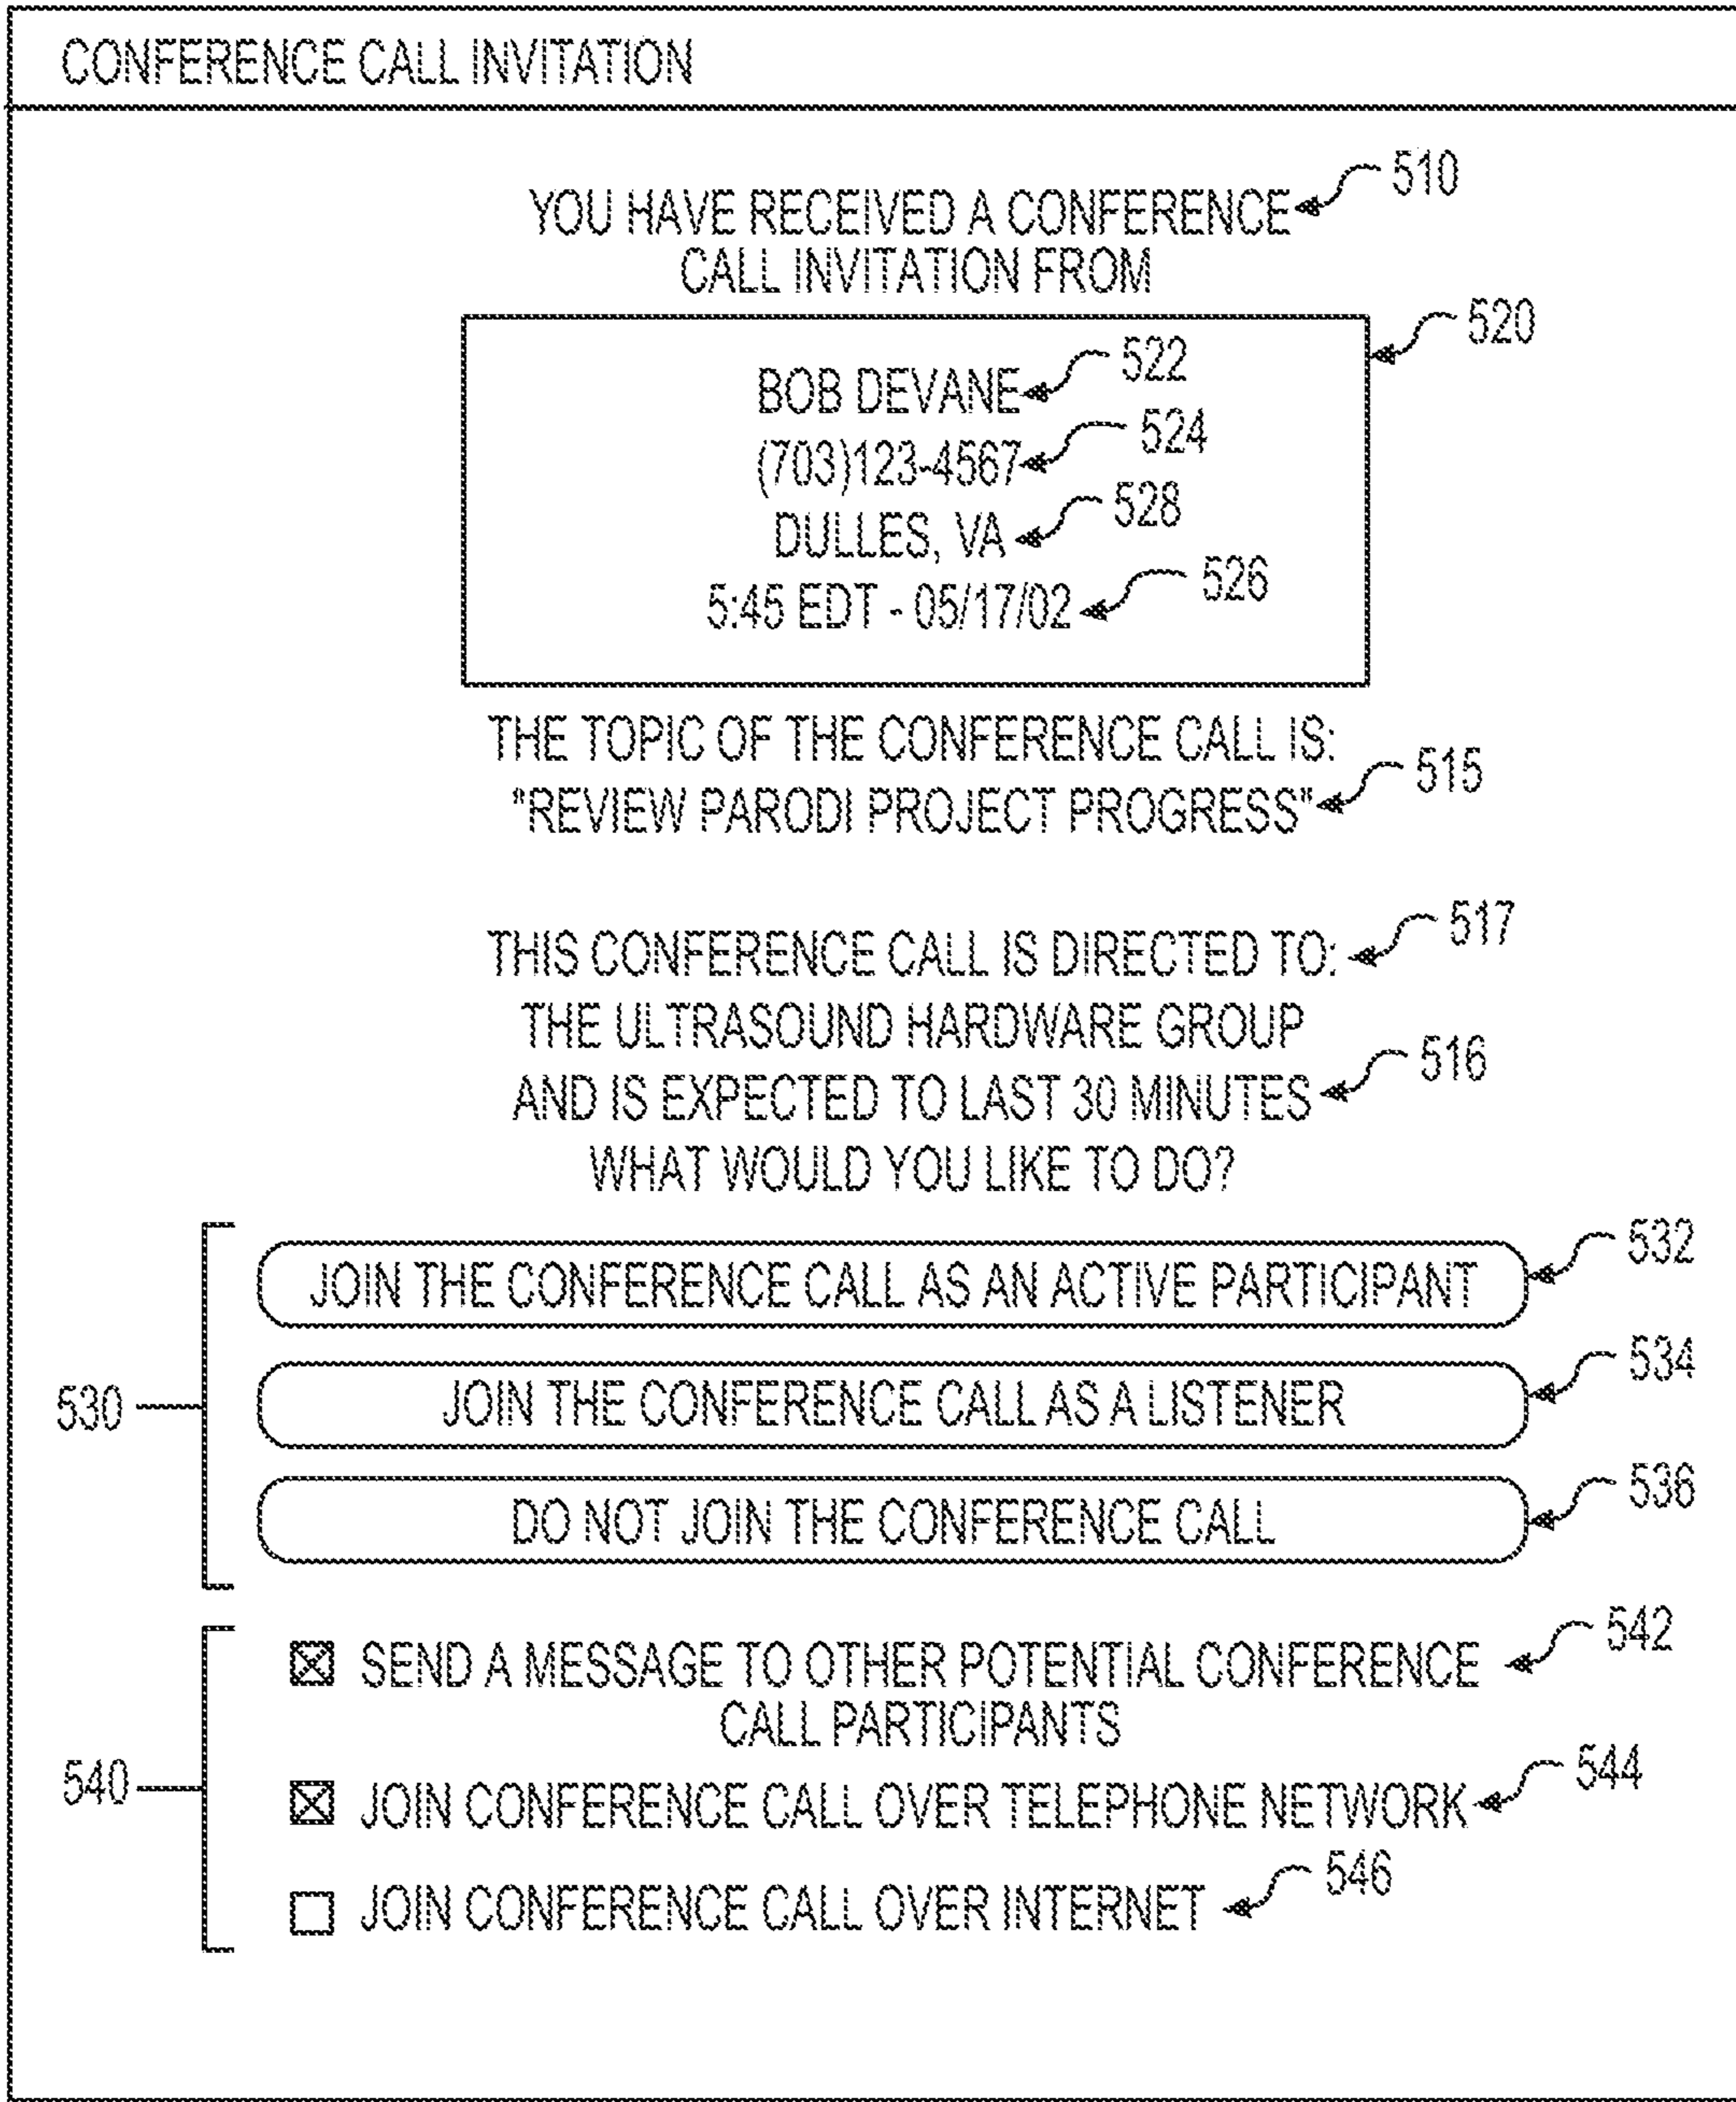 CONFERENCE CALL INVITATION
YOU HAVE RECEIVED A CONFERENCE 510
CALL INVITATION FROM
520
BOB DEVANE 522
(703)123-4567 524
DULLES, VA 528
5:45 EDT - 05/17/02 526
THE TOPIC OF THE CONFERENCE CALL IS:
"REVIEW PARODI PROJECT PROGRESS" 515
THIS CONFERENCE CALL IS DIRECTED TO: 517
THE ULTRASOUND HARDWARE GROUP
AND IS EXPECTED TO LAST 30 MINUTES 516
WHAT WOULD YOU LIKE TO DO?
JOIN THE CONFERENCE CALL AS AN ACTIVE PARTICIPANT 532
530 JOIN THE CONFERENCE CALL AS A LISTENER 534
DO NOT JOIN THE CONFERENCE CALL 536
SEND A MESSAGE TO OTHER POTENTIAL CONFERENCE 542
CALL PARTICIPANTS
540 JOIN CONFERENCE CALL OVER TELEPHONE NETWORK 544
JOIN CONFERENCE CALL OVER INTERNET 546